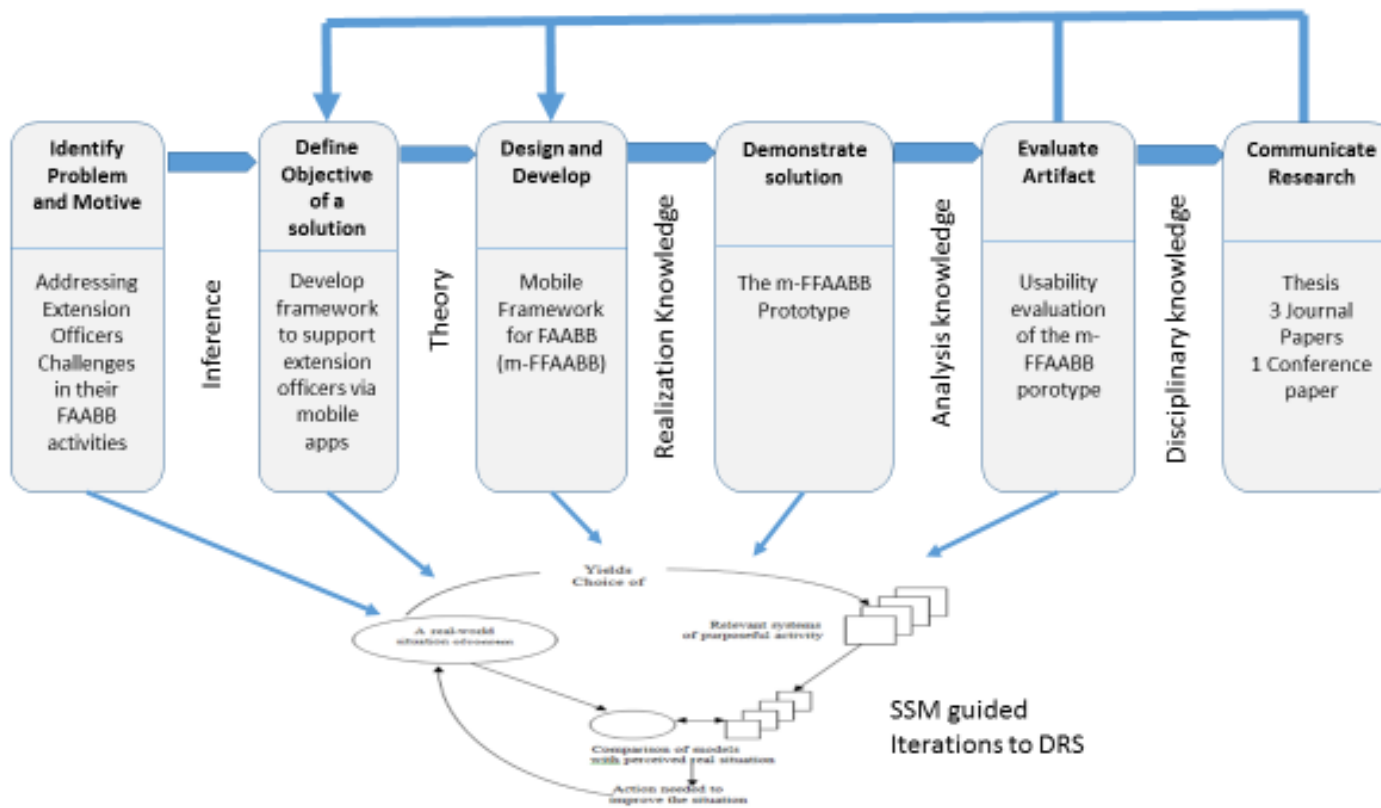 Identify
Problem
and Motive
Addressing
Extension
Officers
Challenges
in their
FAABB
activities
Inference
Define
Objective
of a
solution
Develop
framework
to support
extension
officers via
mobile
apps
Theory
Design and
Develop
Mobile
Framework
for FAABB
(m-FFAABB)
Realization Knowledge
Demonstrate
solution
The m-FFAABB
Prototype
Analysis knowledge
Evaluate
Artifact
Usability
evaluation
of the m-
FFAABB
porotype
Disciplinary knowledge
Communicate
Research
Thesis
3 Journal
Papers
1 Conference
paper
Yields
Choice of
A real-world
situation
Relevant systems
of purposeful activity
Comparison of models
with perceived real situation
Action needed to
improve the situation
SSM guided
Iterations to DRS